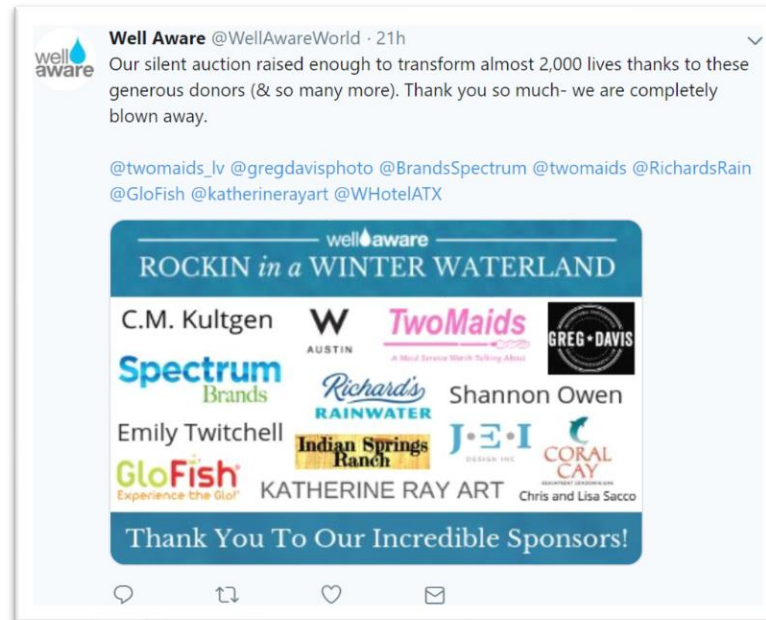 well aware
Well Aware @WellAwareWorld · 21h
Our silent auction raised enough to transform almost 2,000 lives thanks to these
generous donors (& so many more). Thank you so much- we are completely
blown away.
@twomaids_lv @gregdavisphoto @BrandsSpectrum @twomaids @RichardsRain
@GloFish @katherinerayart @WHotelATX
well aware
ROCKIN in a WINTER WATERLAND
C.M. Kultgen
W
AUSTIN
TwoMaids
A Maid Service Worth Talking About
GREG DAVIS
Spectrum
Brands
Richard's
RAINWATER
Shannon Owen
Emily Twitchell
Indian Springs
Ranch
J·E·I
DESIGN INC
CORAL
CAY
GloFish
Experience the Glo!
KATHERINE RAY ART
Chris and Lisa Sacco
Thank You To Our Incredible Sponsors!